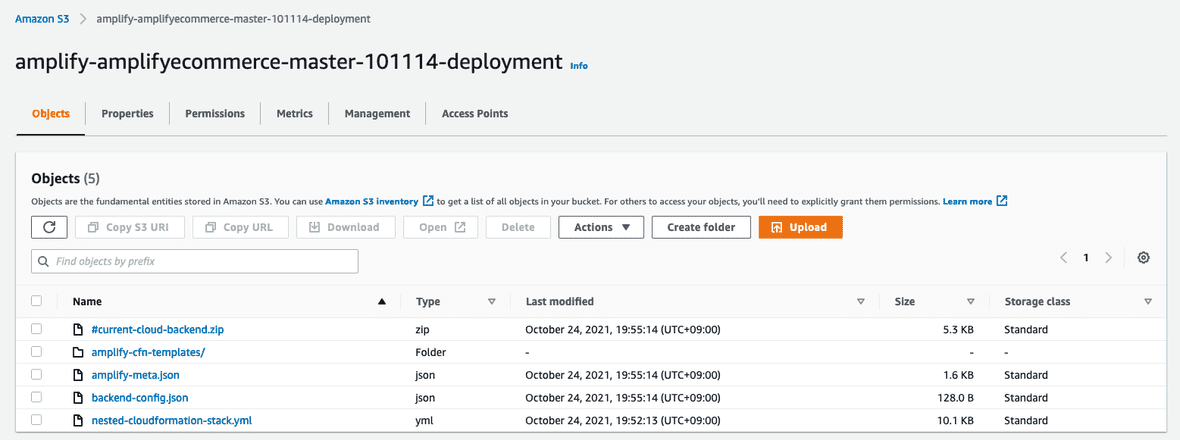 Amazon S3 > amplify-amplifyecommerce-master-101114-deployment
amplify-amplifyecommerce-master-101114-deployment Info
Objects Properties Permissions Metrics Management Access Points
Objects (5)
Objects are the fundamental entities stored in Amazon S3. You can use Amazon S3 inventory to get a list of all objects in your bucket. For others to access your objects, you'll need to explicitly grant them permissions. Learn more
Copy S3 URI Copy URL Download Open Delete Actions Create folder Upload
Find objects by prefix
1
Name Type Last modified Size Storage class
#current-cloud-backend.zip zip October 24, 2021, 19:55:14 (UTC+09:00) 5.3 KB Standard
amplify-cfn-templates/ Folder - - -
amplify-meta.json json October 24, 2021, 19:55:14 (UTC+09:00) 1.6 KB Standard
backend-config.json json October 24, 2021, 19:55:14 (UTC+09:00) 128.0 B Standard
nested-cloudformation-stack.yml yml October 24, 2021, 19:52:13 (UTC+09:00) 10.1 KB Standard